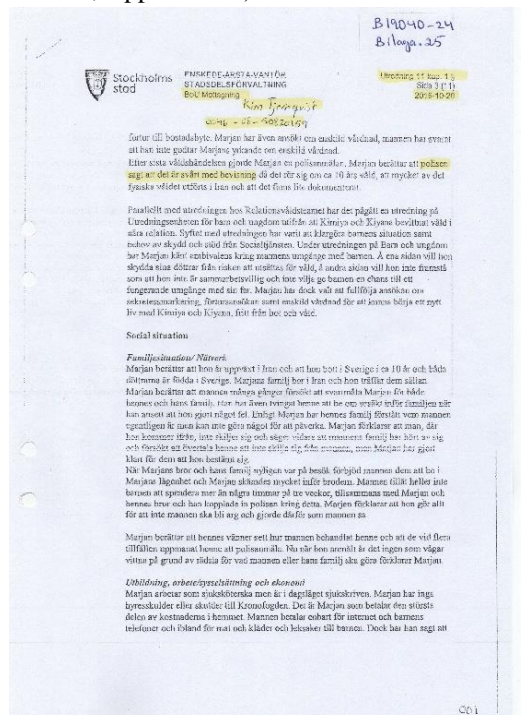 B 19040-24
Bilaga. 25
Stockholms
stad
ENSKEDE-ÅRSTA-VANTÖR
STADSDELSFÖRVALTNING
BoU Mottagning
Utredning 11 kap. 1 §
Sida 3 (11)
2016-10-20
Kim
förtur till bostadsbyte. Marjan har även ansökt om enskild vårdnad, mannen har svarat
att han inte godtar Marjans yrkande om enskild vårdnad.
Efter sista våldshändelsen gjorde Marjan en polisanmälan. Marjan berättar att polisen
sagt att det är svårt med bevisning då det rör sig om ca 10 års våld, att mycket av det
fysiska våldet utförts i Iran och att det finns lite dokumenterat.
Parallellt med utredningen hos Relationsvåldsteamet har det pågått en utredning på
Utredningsenheten för barn och ungdom utifrån att Kimiya och Kiyana bevittnat våld i
nära relation. Syftet med utredningen har varit att klargöra barnens situation samt
behov av skydd och stöd från Socialtjänsten. Under utredningen på Barn och ungdom
har Marjan känt ambivalens kring mannens umgänge med barnen. Å ena sidan vill hon
skydda sina döttrar från risken att utsättas för våld, å andra sidan vill hon inte framstå
som att hon inte är samarbetsvillig och inte vilja ge barnen en chans till ett
fungerande umgänge med sin far. Marjan har dock valt att fullfölja ansökan om
sekretessmarkering, förtursansökan samt enskild vårdnad för att kunna börja ett nytt
liv med Kimiya och Kiyana, fritt från hot och våld.
Social situation
Familjesituation/ Nätverk
Marjan berättar att hon är uppväxt i Iran och att hon bott i Sverige i ca 10 år och båda
döttrarna är födda i Sverige. Marjans familj bor i Iran och hon träffar dem sällan.
Marjan berättar att mannen många gånger försökt att svartmåla Marjan för både
hennes och hans familj. Han har även tvingat henne att be om ursäkt inför familjen när
han ansett att hon gjort något fel. Enligt Marjan har hennes familj förstått vem mannen
egentligen är men kan inte göra något för att påverka. Marjan förklarar att man, där
hon kommer ifrån, inte skiljer sig och säger vidare att mannens familj har hört av sig
och försökt att övertala henne att inte skilja sig från mannen, men Marjan har gjort
klart för dem att hon bestämt sig.
När Marjans bror och hans familj nyligen var på besök förbjöd mannen dem att bo i
Marjans lägenhet och Marjan skämdes mycket inför brodern. Mannen tillät heller inte
barnen att spendera mer än några timmar på tre veckor, tillsammans med Marjan och
hennes bror och han kopplade in polisen kring detta. Marjan förklarar att hon gör allt
för att inte mannen ska bli arg och gjorde därför som mannen sa.
Marjan berättar att hennes vänner sett hur mannen behandlat henne och att de vid flera
tillfällen uppmanat henne att polisanmäla. Nu när hon anmält är det ingen som vågar
vittna på grund av rädsla för vad mannen eller hans familj ska göra förklarar Marjan.
Utbildning, arbete/sysselsättning och ekonomi
Marjan arbetar som sjuksköterska men är i dagsläget sjukskriven. Marjan har inga
hyresskulder eller skulder till Kronofogden. Det är Marjan som betalar den största
delen av kostnaderna i hemmet. Mannen betalar enbart för internet och barnens
telefoner och ibland för mat och kläder och leksaker till barnen. Dock har han sagt att
001